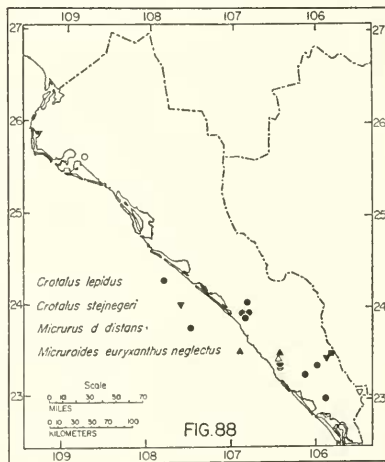 109 108 107 106
27 27
26 26
25 25
Crotalus lepidus
24 24
Crotalus stejnegeri
Micrurus d distans
Microroides euryxanthus neglectus
Scale
0 10 30 50 70
MILES
23 23
0 10 30 50 70 100
KILOMETERS
FIG.88
109 108 107 106